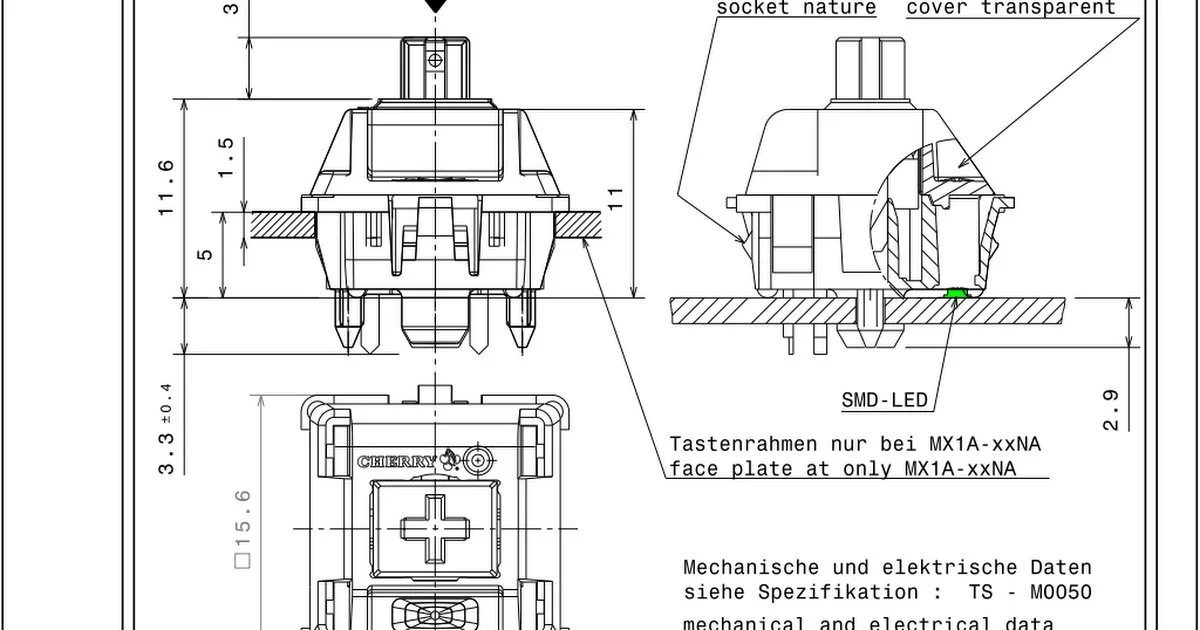 3
socket nature
cover transparent
1.5
11.6
11
5
SMD-LED
2.9
3.3 ±0.4
Tastenrahmen nur bei MX1A-xxNA
face plate at only MX1A-xxNA
CHERRY
□15.6
Mechanische und elektrische Daten
siehe Spezifikation : TS - M0050
mechanical and electrical data